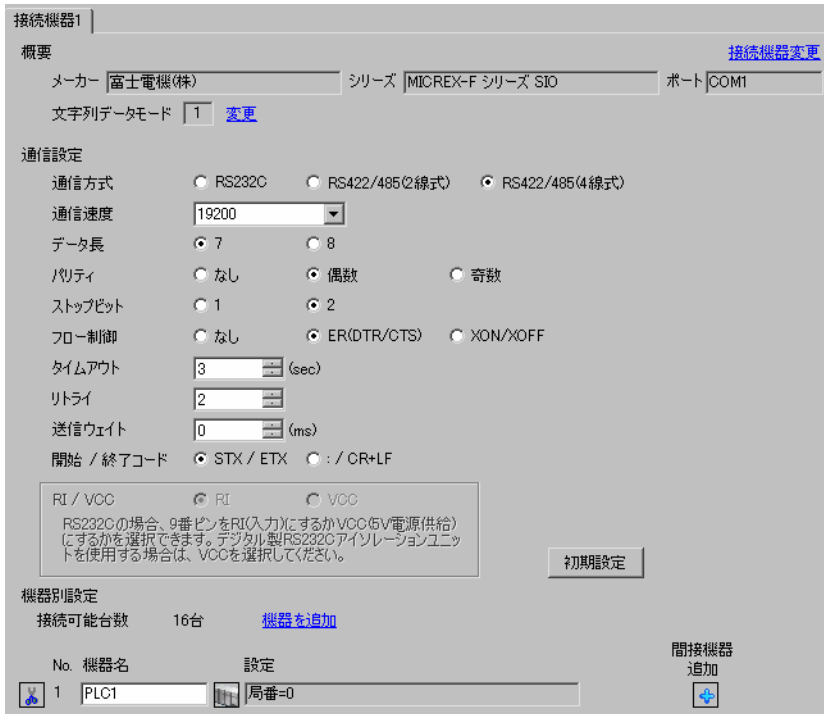 接続機器1
概要 接続機器変更
メーカー 富士電機(株) シリーズ MICREX-F シリーズ SIO ポート COM1
文字列データモード 1 変更
通信設定
通信方式 RS232C RS422/485(2線式) RS422/485(4線式)
通信速度 19200
データ長 7 8
パリティ なし 偶数 奇数
ストップビット 1 2
フロー制御 なし ER(DTR/CTS) XON/XOFF
タイムアウト 3 (sec)
リトライ 2
送信ウェイト 0 (ms)
開始 / 終了コード STX / ETX : / CR+LF
RI / VCC RI VCC
RS232Cの場合、9番ピンをRI(入力)にするかVCC(5V電源供給)
にするかを選択できます。デジタル製RS232Cアイソレーションユニッ
トを使用する場合は、VCCを選択してください。
初期設定
機器別設定
接続可能台数 16台 機器を追加
間接機器
追加
No. 機器名 設定
1 PLC1 局番=0